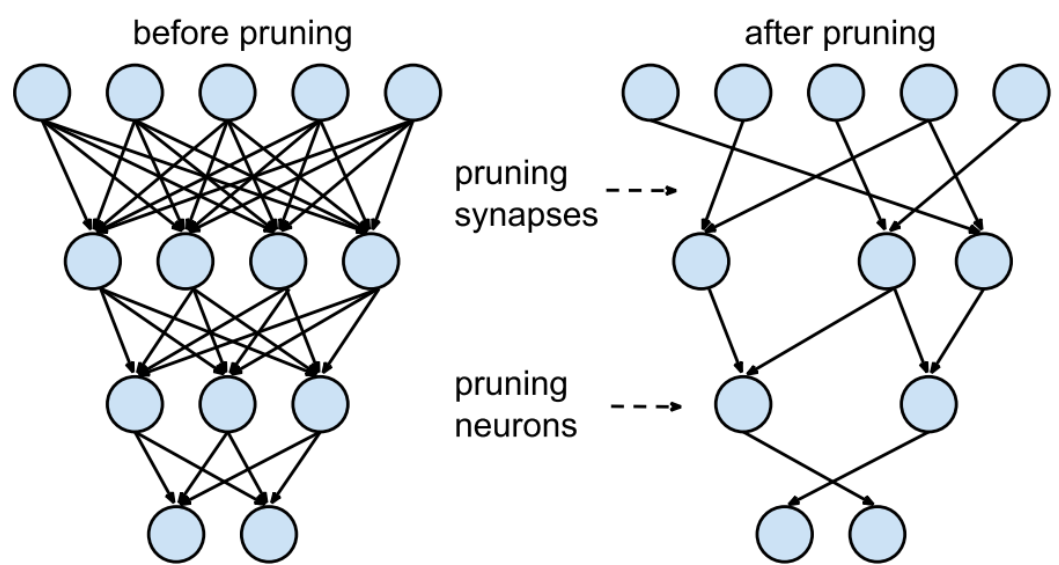 before pruning
after pruning
pruning
synapses
pruning
neurons